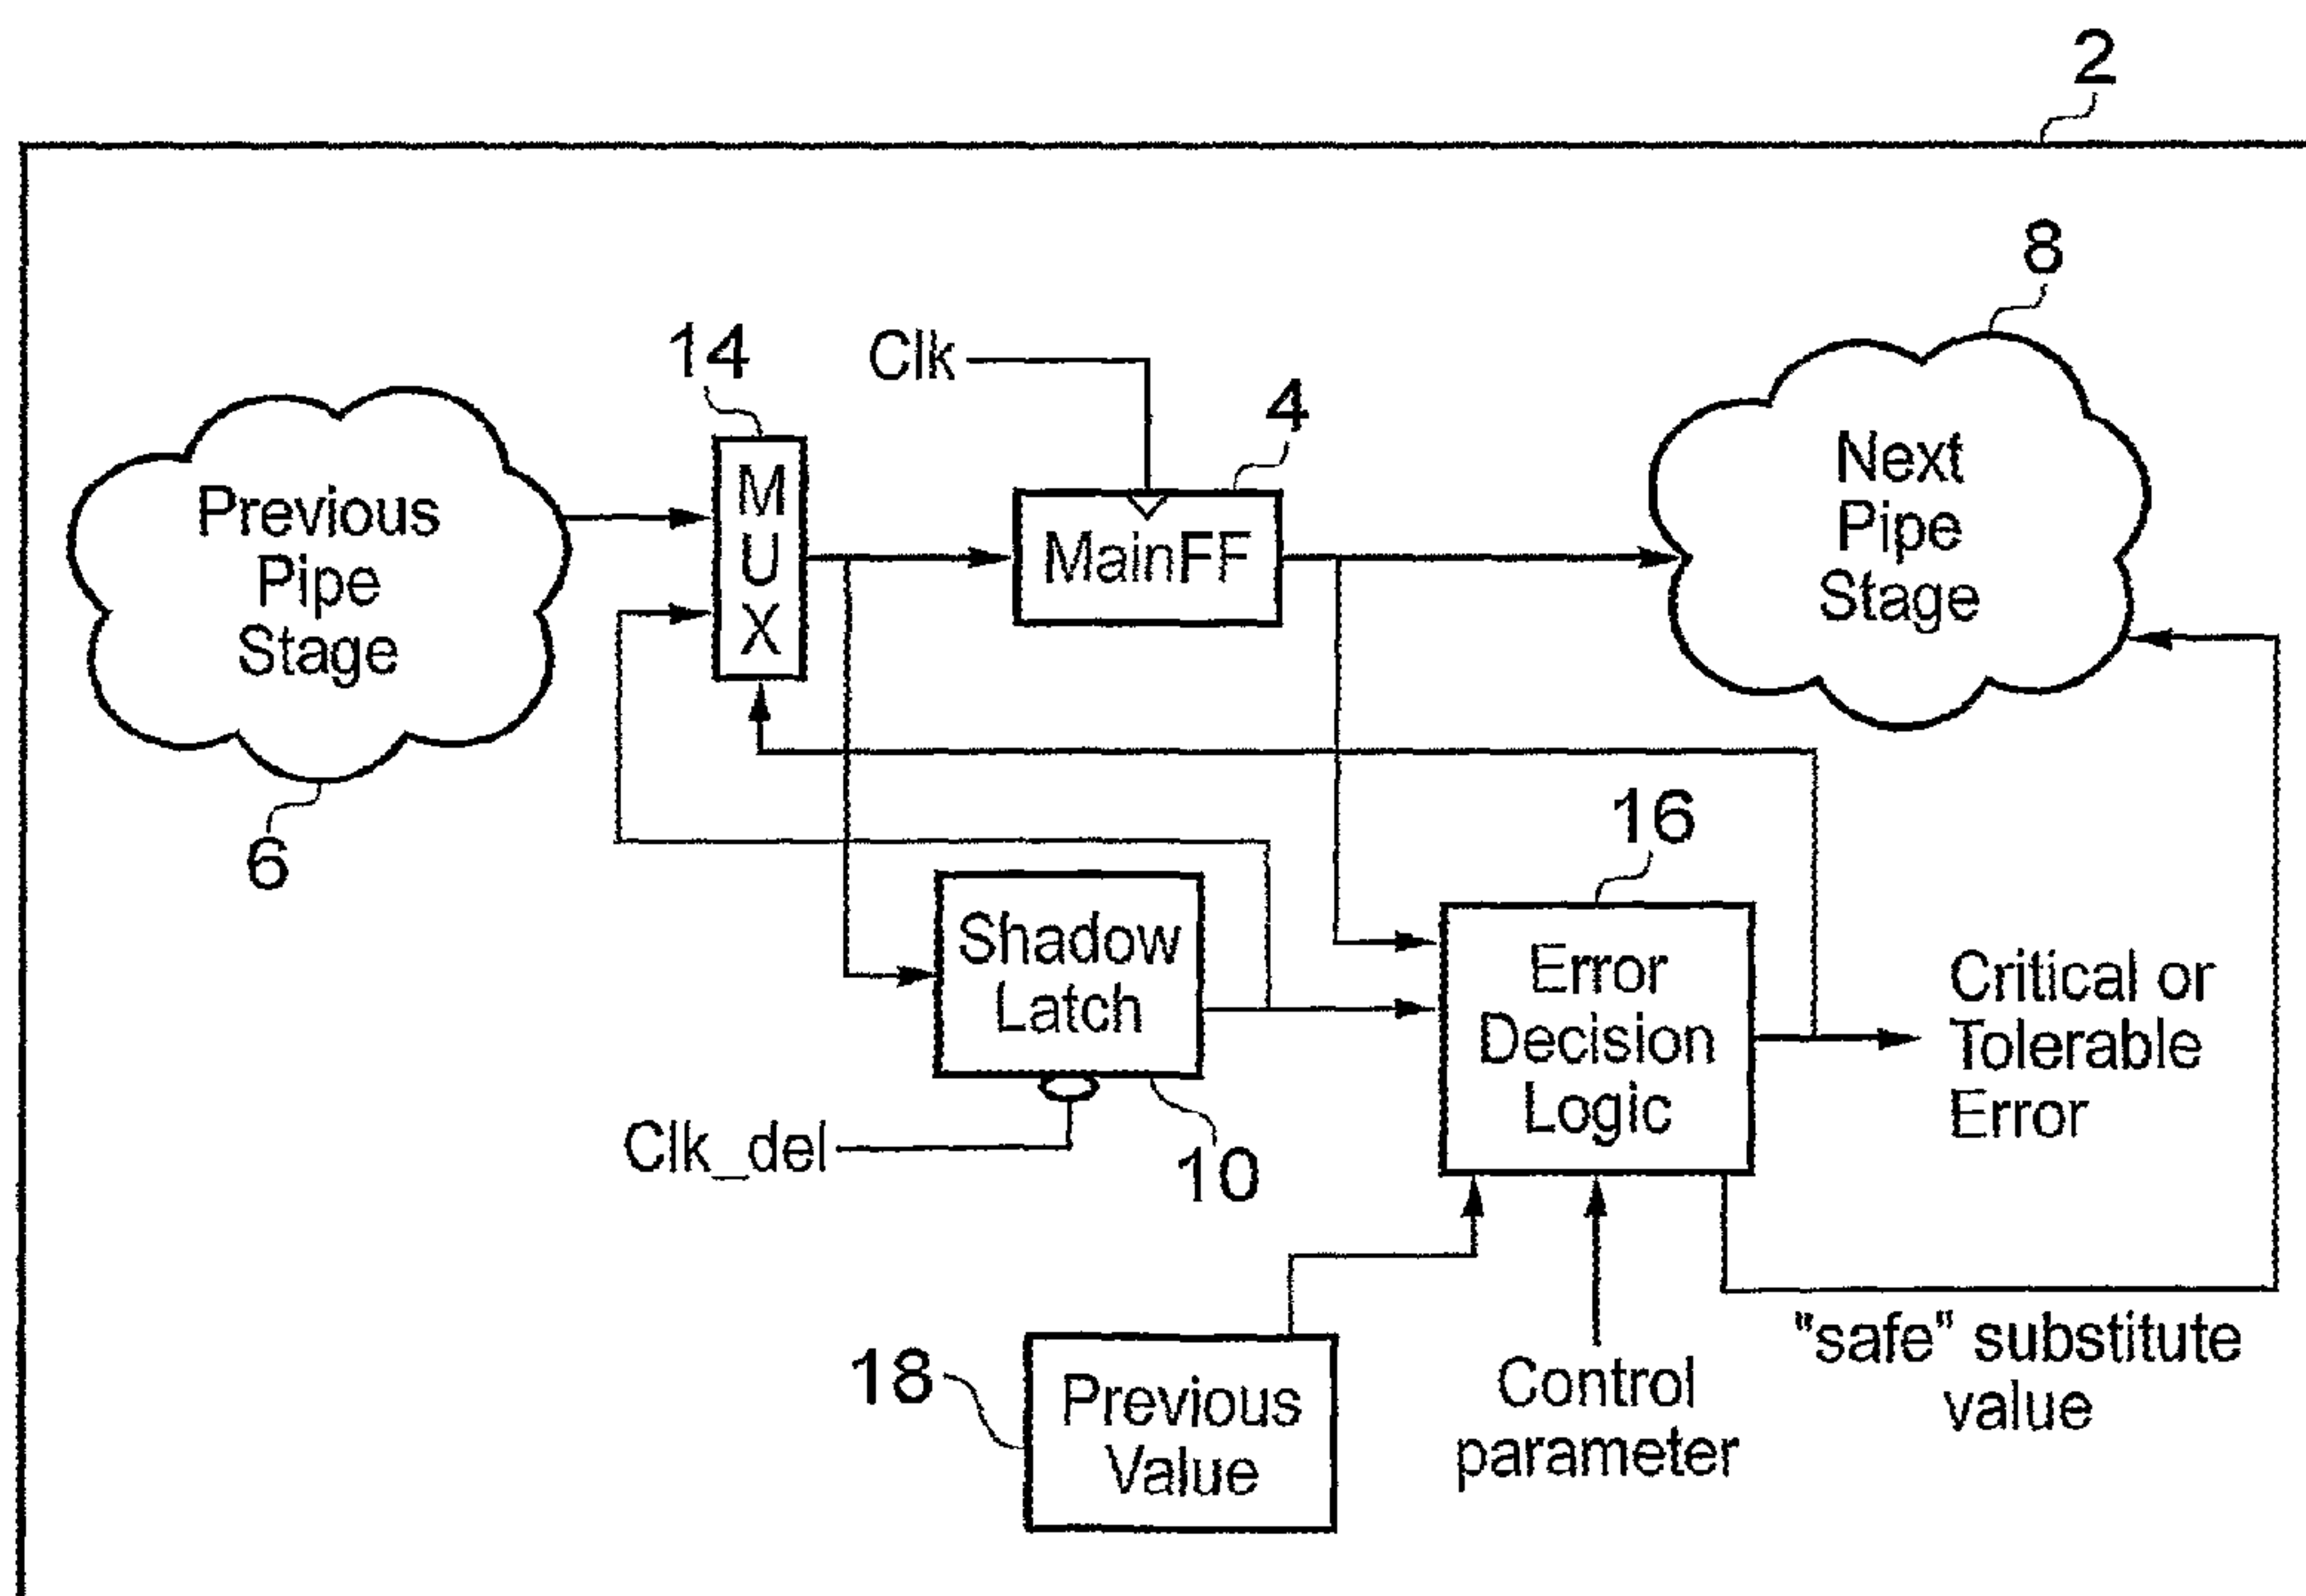 2
8
14
Clk
4
Previous
Pipe
Stage
M
U
X
MainFF
Next
Pipe
Stage
6
16
Shadow
Latch
Error
Decision
Logic
Critical or
Tolerable
Error
Clk_del
10
18
Previous
Value
Control
parameter
"safe" substitute
value